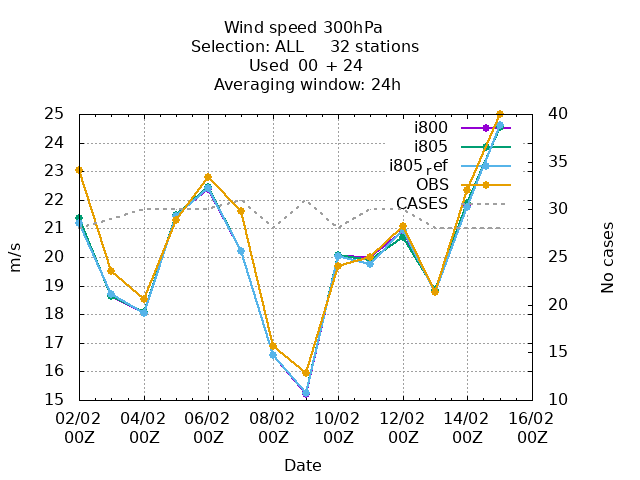 Wind speed 300hPa
Selection: ALL 32 stations
Used 00 + 24
Averaging window: 24h
25 40
24
23 35
22
21 30
20 25
19
18 20
17
16 15
15 10
i800
i805
i805ref
OBS
CASES
m/s
No cases
02/02 04/02 06/02 08/02 10/02 12/02 14/02 16/02
00Z 00Z 00Z 00Z 00Z 00Z 00Z 00Z
Date